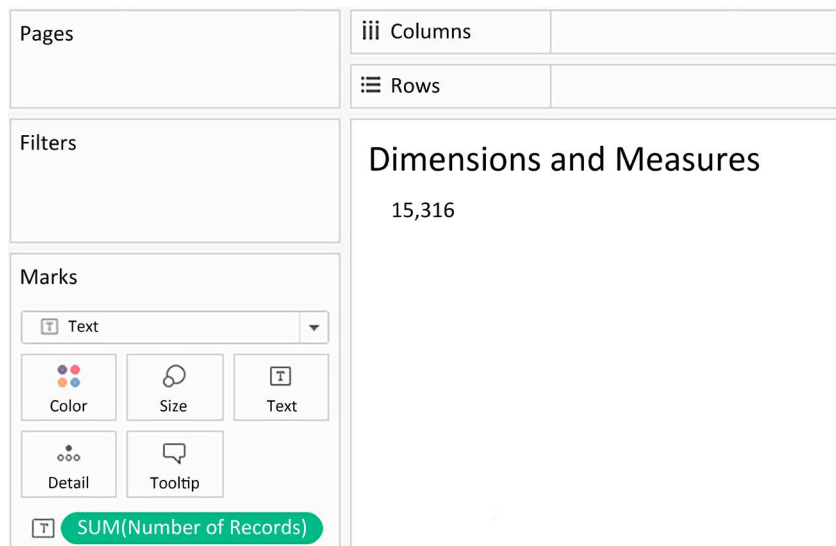 Pages
Columns
Rows
Filters
Dimensions and Measures
15,316
Marks
Text
Color
Size
Text
Detail
Tooltip
SUM(Number of Records)